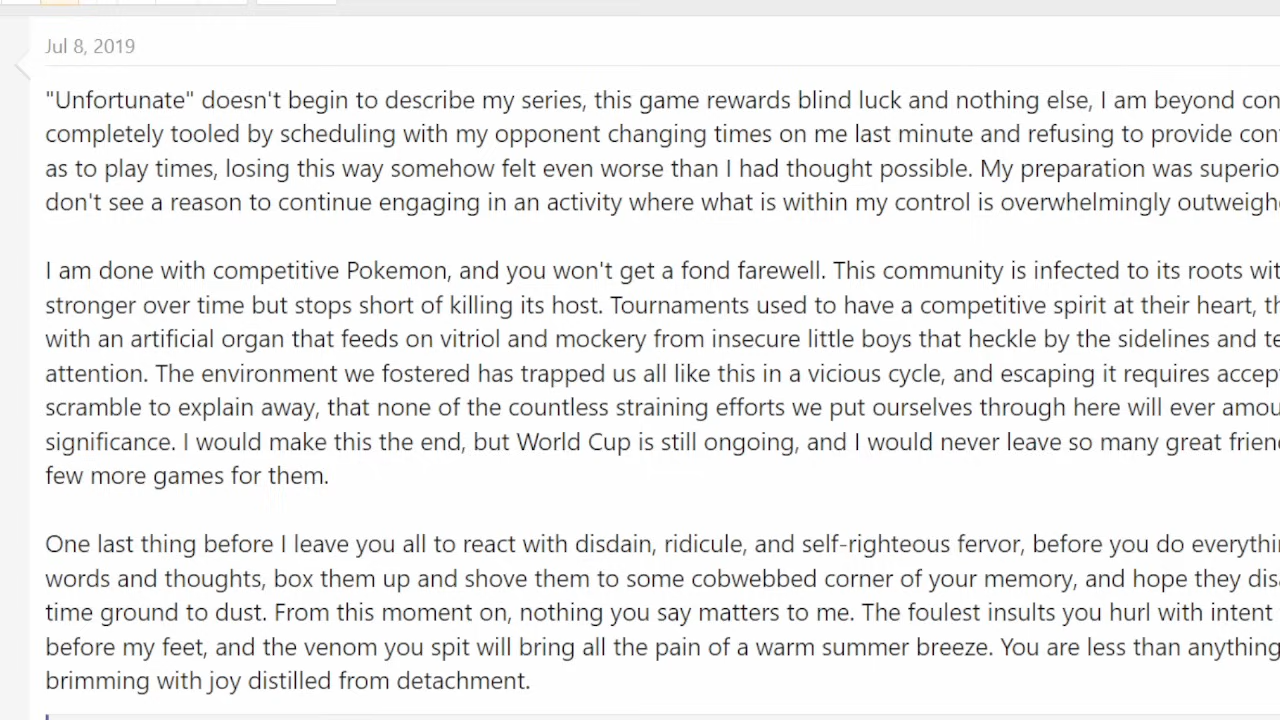 Jul 8, 2019
"Unfortunate" doesn't begin to describe my series, this game rewards blind luck and nothing else, I am beyond
completely tooled by scheduling with my opponent changing times on me last minute and refusing to provide
as to play times, losing this way somehow felt even worse than I had thought possible. My preparation was
don't see a reason to continue engaging in an activity where what is within my control is overwhelmingly
I am done with competitive Pokemon, and you won't get a fond farewell. This community is infected to its roots
stronger over time but stops short of killing its host. Tournaments used to have a competitive spirit at their heart,
with an artificial organ that feeds on vitriol and mockery from insecure little boys that heckle by the sidelines and
attention. The environment we fostered has trapped us all like this in a vicious cycle, and escaping it requires
scramble to explain away, that none of the countless straining efforts we put ourselves through here will ever
significance. I would make this the end, but World Cup is still ongoing, and I would never leave so many great
few more games for them.
One last thing before I leave you all to react with disdain, ridicule, and self-righteous fervor, before you do
words and thoughts, box them up and shove them to some cobwebbed corner of your memory, and hope they
time ground to dust. From this moment on, nothing you say matters to me. The foulest insults you hurl with intent
before my feet, and the venom you spit will bring all the pain of a warm summer breeze. You are less than anything
brimming with joy distilled from detachment.